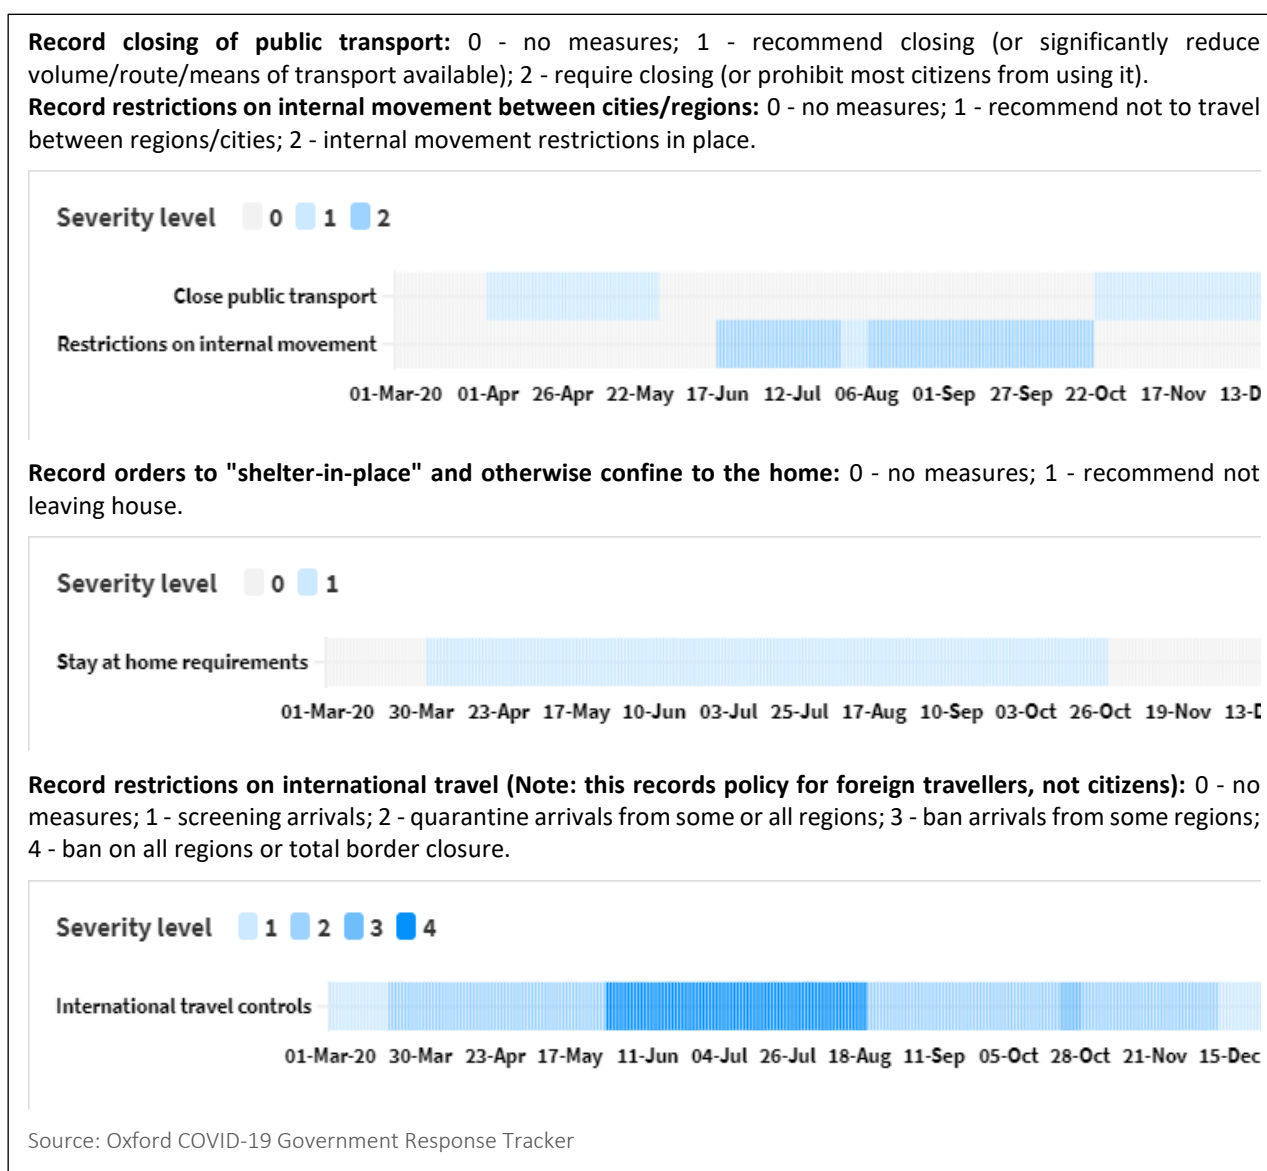 Record closing of public transport: 0 - no measures; 1 - recommend closing (or significantly reduce
volume/route/means of transport available); 2 - require closing (or prohibit most citizens from using it).
Record restrictions on internal movement between cities/regions: 0 - no measures; 1 - recommend not to travel
between regions/cities; 2 - internal movement restrictions in place.
Severity level 0 1 2
Close public transport
Restrictions on internal movement
01-Mar-20 01-Apr 26-Apr 22-May 17-Jun 12-Jul 06-Aug 01-Sep 27-Sep 22-Oct 17-Nov 13-D
Record orders to "shelter-in-place" and otherwise confine to the home: 0 - no measures; 1 - recommend not
leaving house.
Severity level 0 1
Stay at home requirements
01-Mar-20 30-Mar 23-Apr 17-May 10-Jun 03-Jul 25-Jul 17-Aug 10-Sep 03-Oct 26-Oct 19-Nov 13-D
Record restrictions on international travel (Note: this records policy for foreign travellers, not citizens): 0 - no
measures; 1 - screening arrivals; 2 - quarantine arrivals from some or all regions; 3 - ban arrivals from some regions;
4 - ban on all regions or total border closure.
Severity level 1 2 3 4
International travel controls
01-Mar-20 30-Mar 23-Apr 17-May 11-Jun 04-Jul 26-Jul 18-Aug 11-Sep 05-Oct 28-Oct 21-Nov 15-Dec
Source: Oxford COVID-19 Government Response Tracker